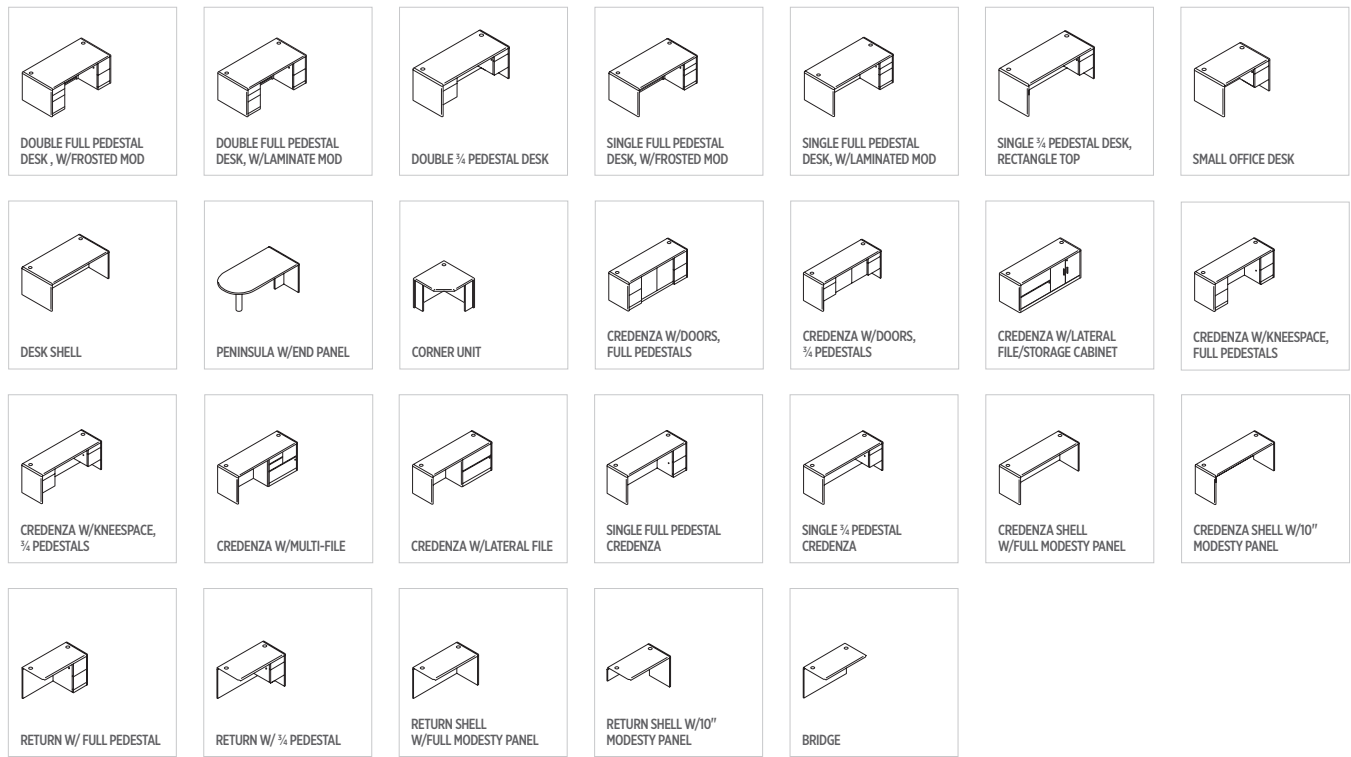 DOUBLE FULL PEDESTAL
DESK , W/FROSTED MOD
DOUBLE FULL PEDESTAL
DESK, W/LAMINATE MOD
DOUBLE ¾ PEDESTAL DESK
SINGLE FULL PEDESTAL
DESK, W/FROSTED MOD
SINGLE FULL PEDESTAL
DESK, W/LAMINATED MOD
SINGLE ¾ PEDESTAL DESK,
RECTANGLE TOP
SMALL OFFICE DESK
DESK SHELL
PENINSULA W/END PANEL
CORNER UNIT
CREDENZA W/DOORS,
FULL PEDESTALS
CREDENZA W/DOORS,
¾ PEDESTALS
CREDENZA W/LATERAL
FILE/STORAGE CABINET
CREDENZA W/KNEESPACE,
FULL PEDESTALS
CREDENZA W/KNEESPACE,
¾ PEDESTALS
CREDENZA W/MULTI-FILE
CREDENZA W/LATERAL FILE
SINGLE FULL PEDESTAL
CREDENZA
SINGLE ¾ PEDESTAL
CREDENZA
CREDENZA SHELL
W/FULL MODESTY PANEL
CREDENZA SHELL W/10"
MODESTY PANEL
RETURN W/ FULL PEDESTAL
RETURN W/ ¾ PEDESTAL
RETURN SHELL
W/FULL MODESTY PANEL
RETURN SHELL W/10"
MODESTY PANEL
BRIDGE